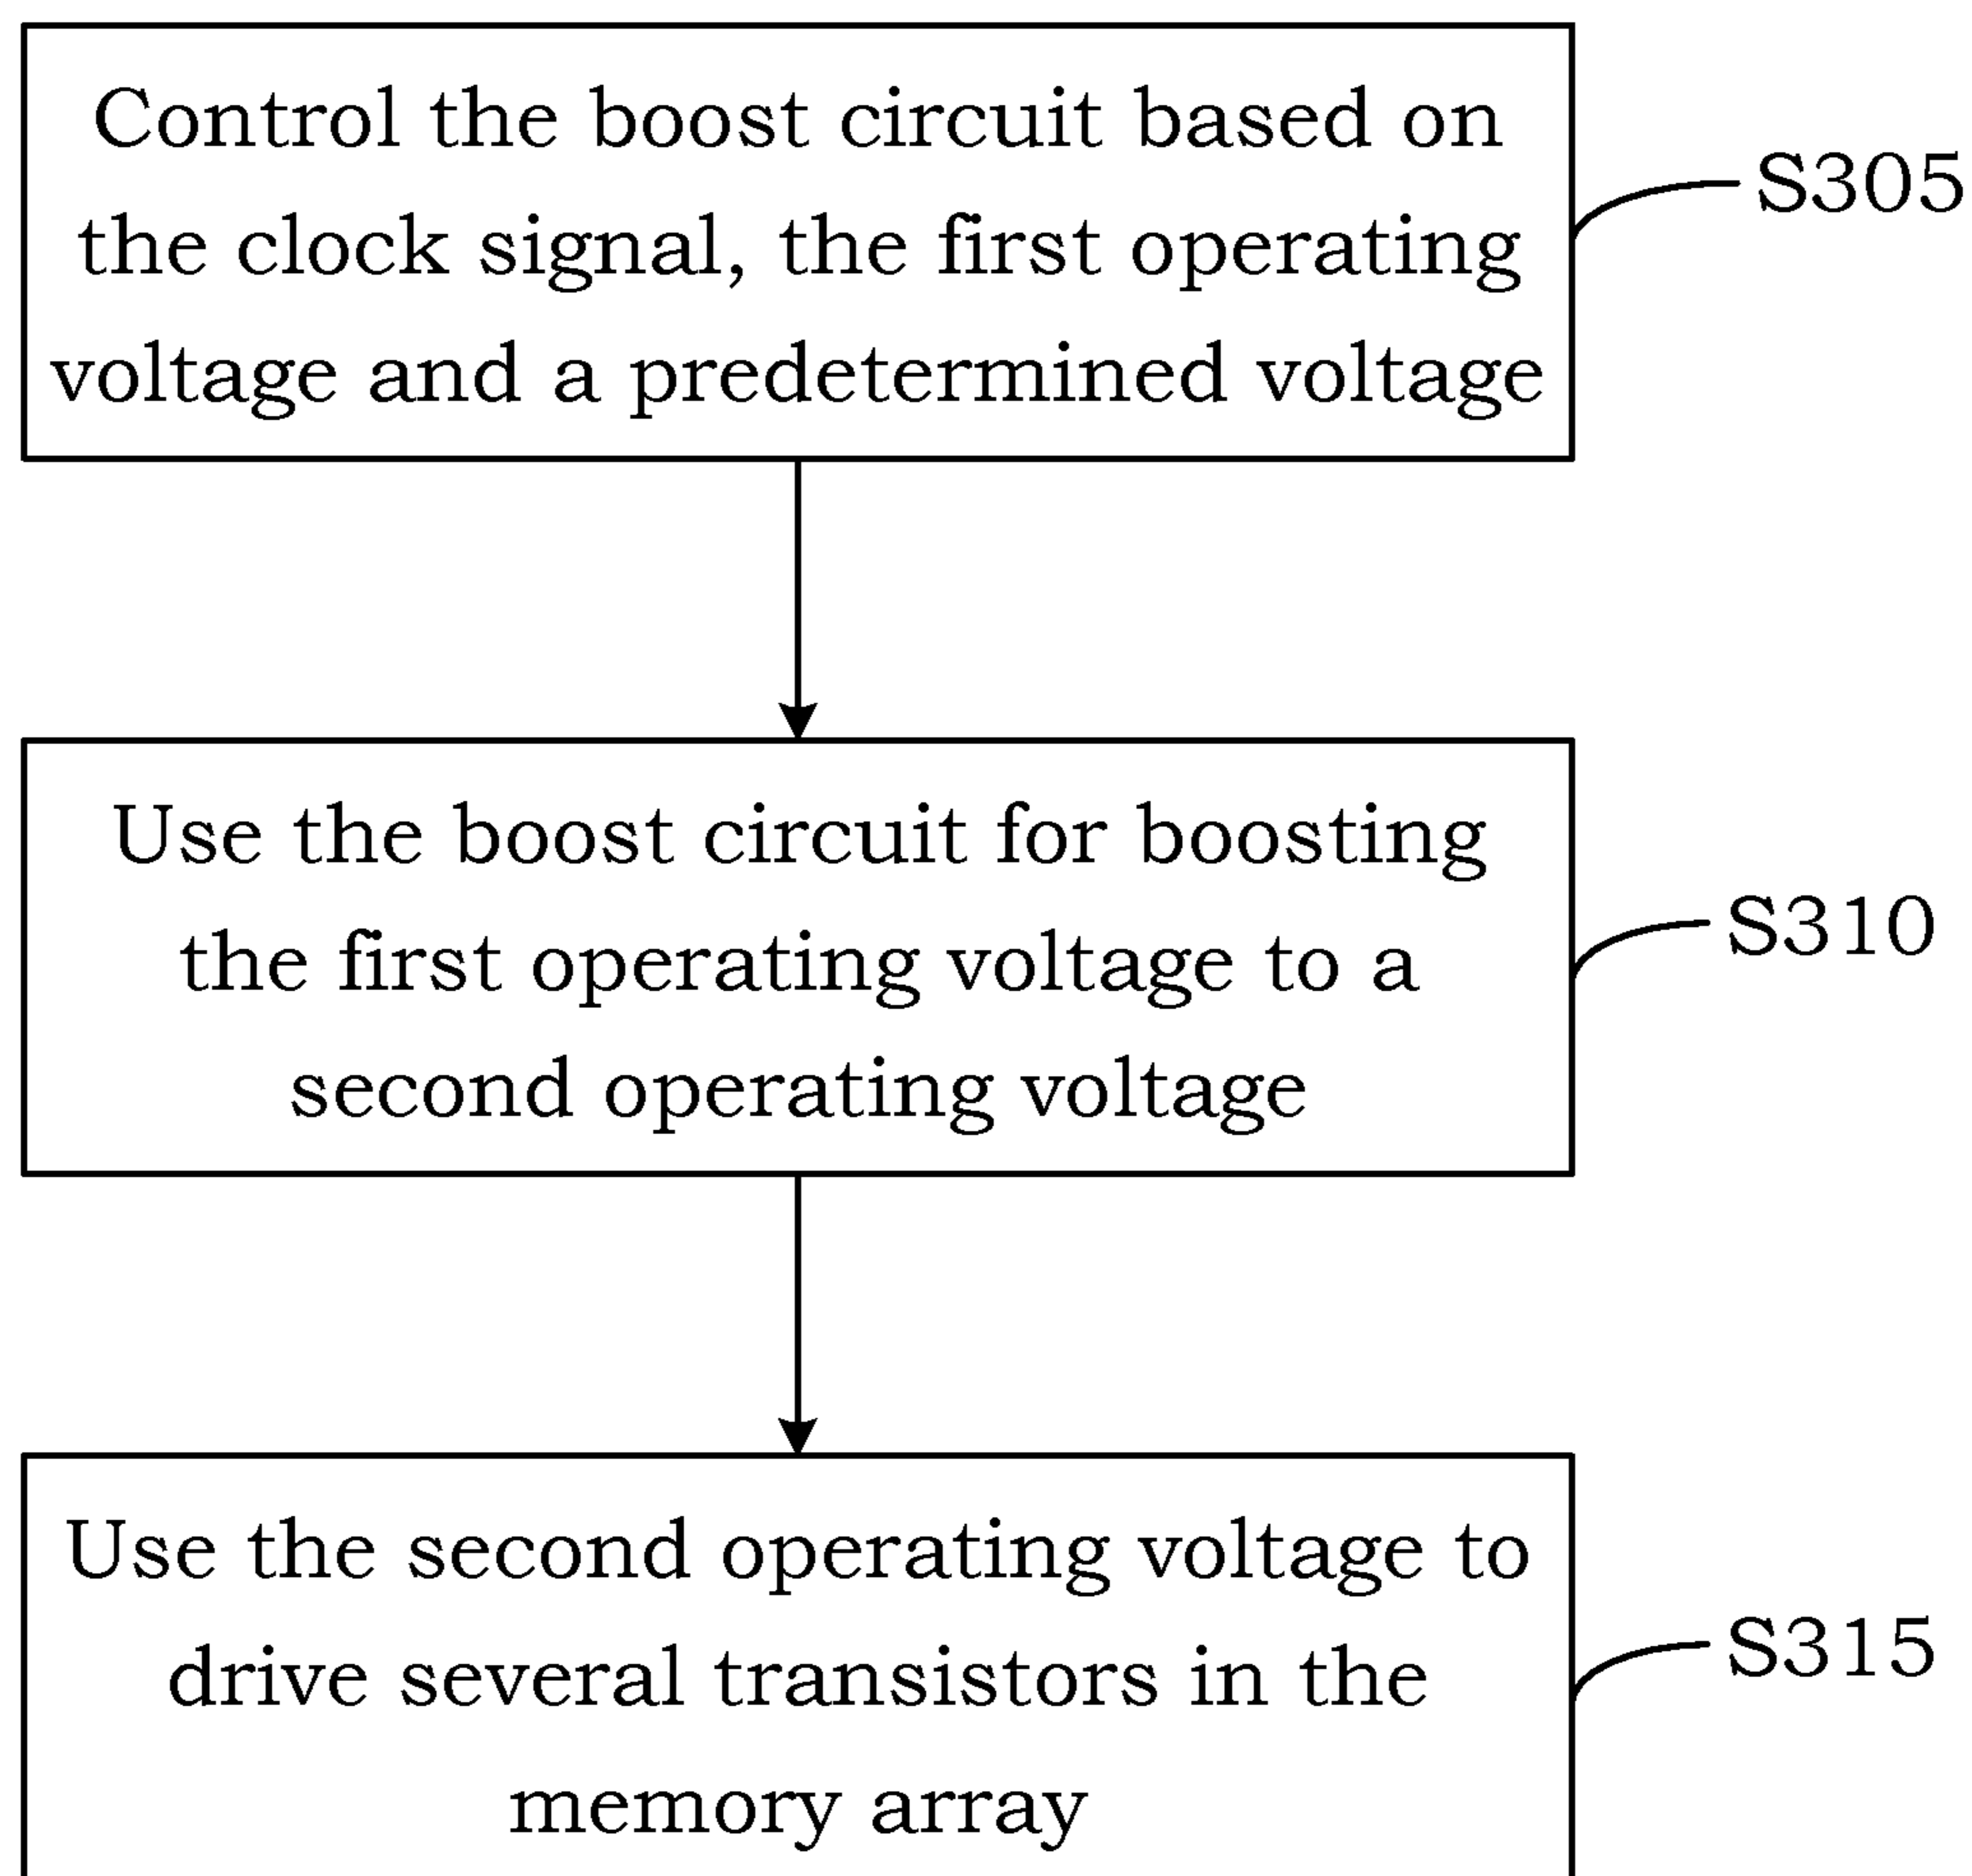 Control the boost circuit based on
the clock signal, the first operating
voltage and a predetermined voltage
S305
Use the boost circuit for boosting
the first operating voltage to a
second operating voltage
S310
Use the second operating voltage to
drive several transistors in the
memory array
S315